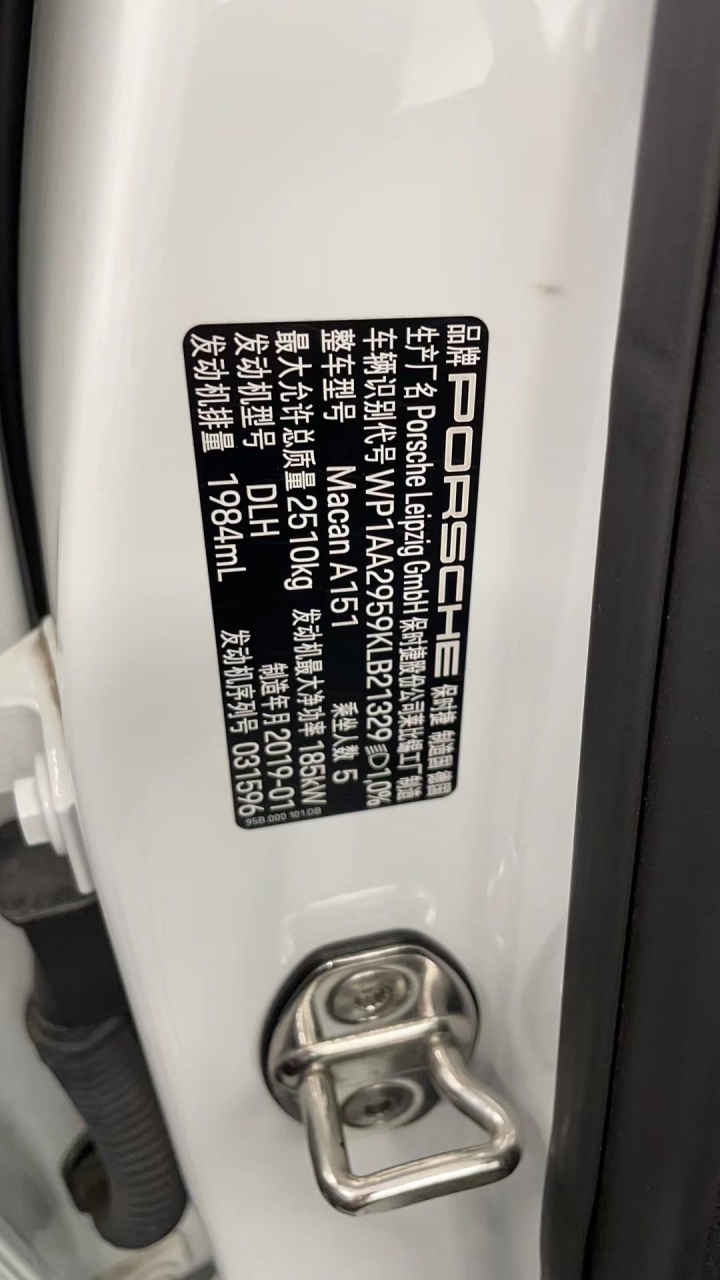 品牌 PORSCHE 保时捷 制造国 德国
生产厂名 Porsche Leipzig GmbH 保时捷股份公司莱比锡工厂 制造
车辆识别代号 WP1AA2959KLB21329 1,0%
整车型号 Macan A151 乘坐人数 5
最大允许总质量 2510kg 发动机最大净功率 185kW
发动机型号 DLH 制造年月 2019-01
发动机排量 1984mL 发动机序列号 031596
95B.000.101.DB